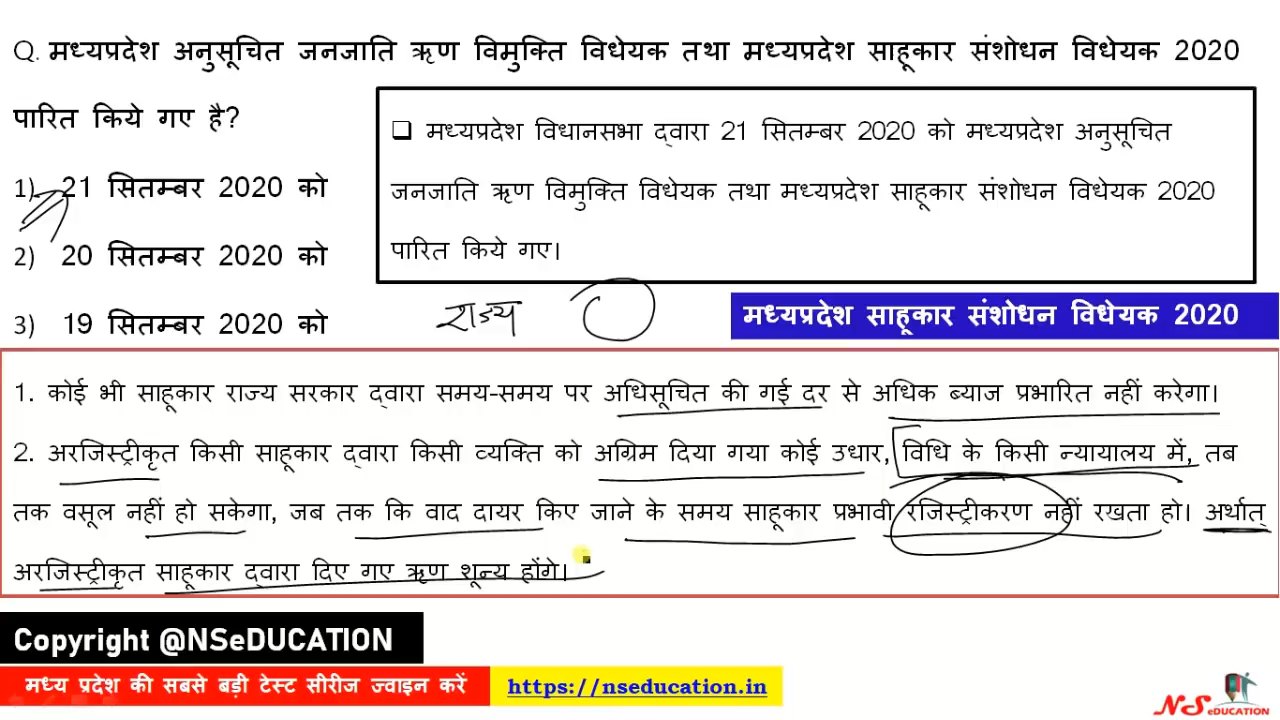 Q. मध्यप्रदेश अनुसूचित जनजाति ऋण विमुक्ति विधेयक तथा मध्यप्रदेश साहूकार संशोधन विधेयक 2020
पारित किये गए है?
1) 21 सितम्बर 2020 को
2) 20 सितम्बर 2020 को
3) 19 सितम्बर 2020 को
❑ मध्यप्रदेश विधानसभा द्वारा 21 सितम्बर 2020 को मध्यप्रदेश अनुसूचित
जनजाति ऋण विमुक्ति विधेयक तथा मध्यप्रदेश साहूकार संशोधन विधेयक 2020
पारित किये गए।
राज्य
मध्यप्रदेश साहूकार संशोधन विधेयक 2020
1. कोई भी साहूकार राज्य सरकार द्वारा समय-समय पर अधिसूचित की गई दर से अधिक ब्याज प्रभारित नहीं करेगा।
2. अरजिस्ट्रीकृत किसी साहूकार द्वारा किसी व्यक्ति को अग्रिम दिया गया कोई उधार, विधि के किसी न्यायालय में, तब
तक वसूल नहीं हो सकेगा, जब तक कि वाद दायर किए जाने के समय साहूकार प्रभावी रजिस्ट्रीकरण नहीं रखता हो। अर्थात्
अरजिस्ट्रीकृत साहूकार द्वारा दिए गए ऋण शून्य होंगे।
Copyright @NSeDUCATION
मध्य प्रदेश की सबसे बड़ी टेस्ट सीरीज ज्वाइन करें https://nseducation.in
NS eDUCATION